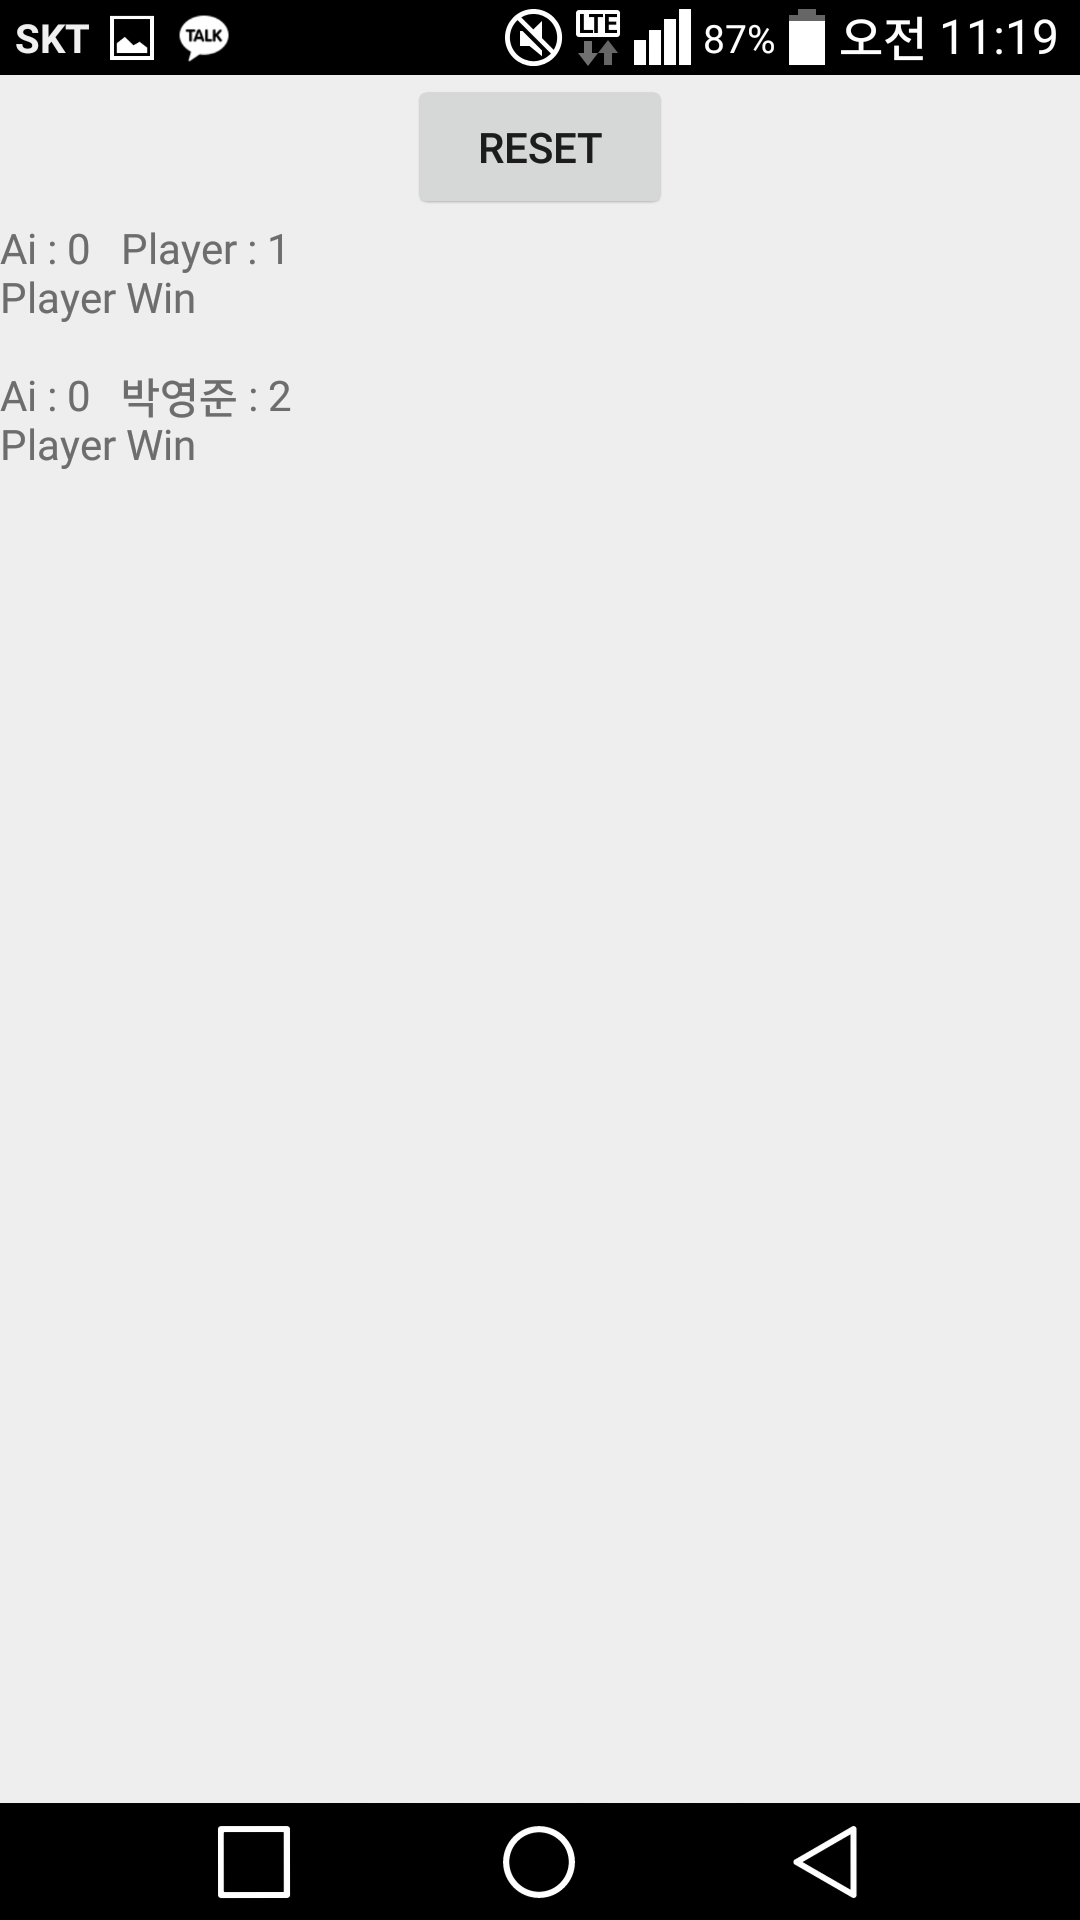 SKT TALK LTE 87% 오전 11:19
RESET
Ai : 0 Player : 1
Player Win
Ai : 0 박영준 : 2
Player Win